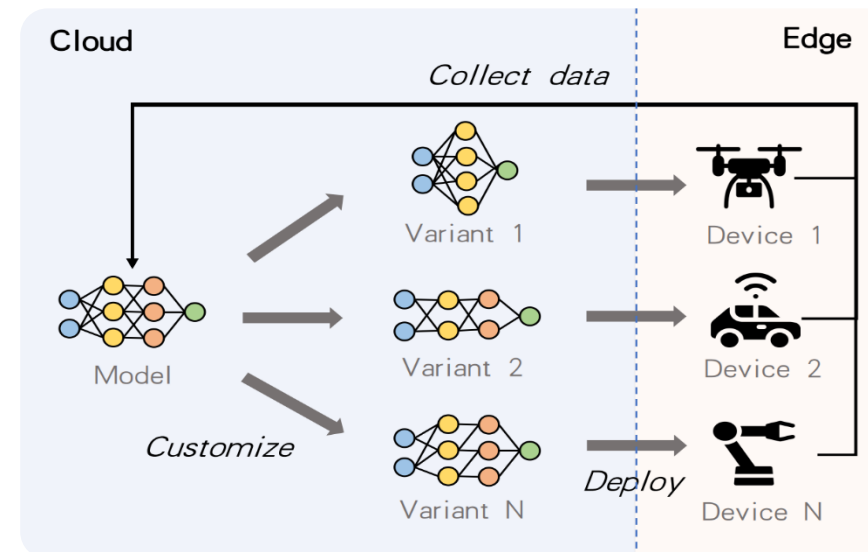 Cloud
Edge
Collect data
Variant 1
Device 1
Model
Variant 2
Device 2
Customize
Deploy
Variant N
Device N